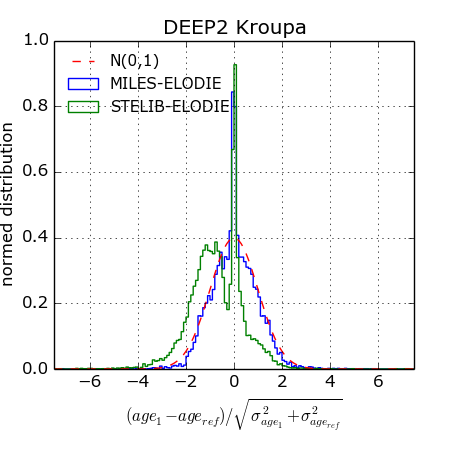 DEEP2 Kroupa
N(0,1)
MILES-ELODIE
STELIB-ELODIE
normed distribution
1.0
0.8
0.6
0.4
0.2
0.0
−6 −4 −2 0 2 4 6
(age₁−age_ref)/√σ²_age₁+σ²_age_ref